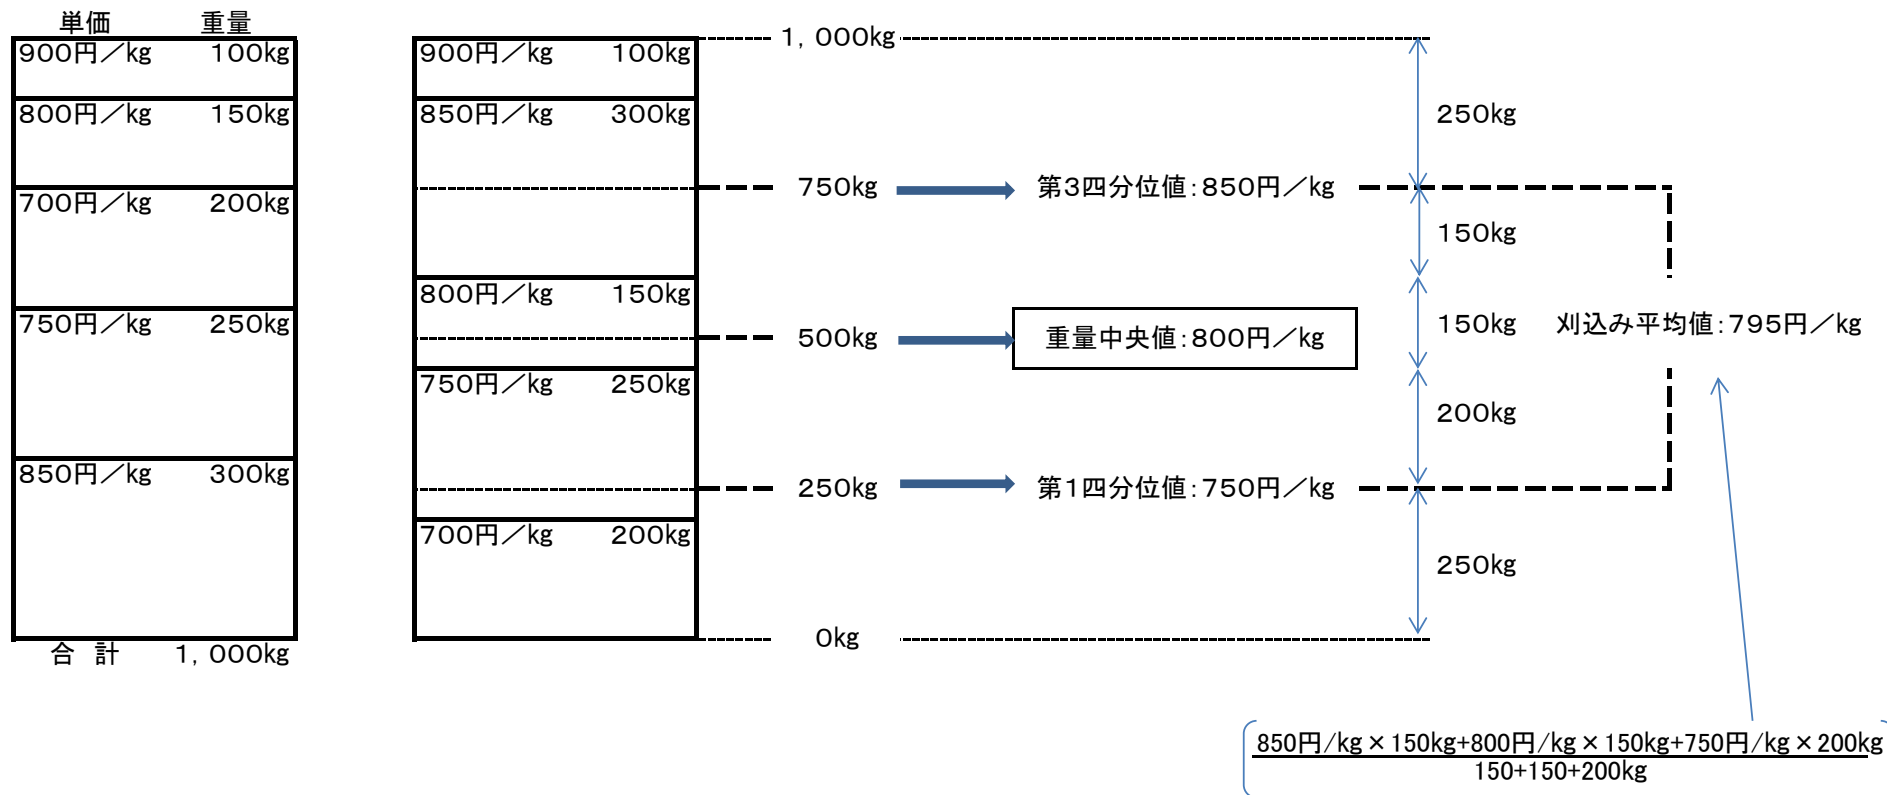 単価 重量
900円／kg 100kg
800円／kg 150kg
700円／kg 200kg
750円／kg 250kg
850円／kg 300kg
合 計 1，000kg
900円／kg 100kg
850円／kg 300kg
800円／kg 150kg
750円／kg 250kg
700円／kg 200kg
1，000kg
750kg
500kg
250kg
0kg
第3四分位値：850円／kg
重量中央値：800円／kg
第1四分位値：750円／kg
250kg
150kg
150kg
200kg
250kg
刈込み平均値：795円／kg
850円/kg×150kg+800円/kg×150kg+750円/kg×200kg
150+150+200kg